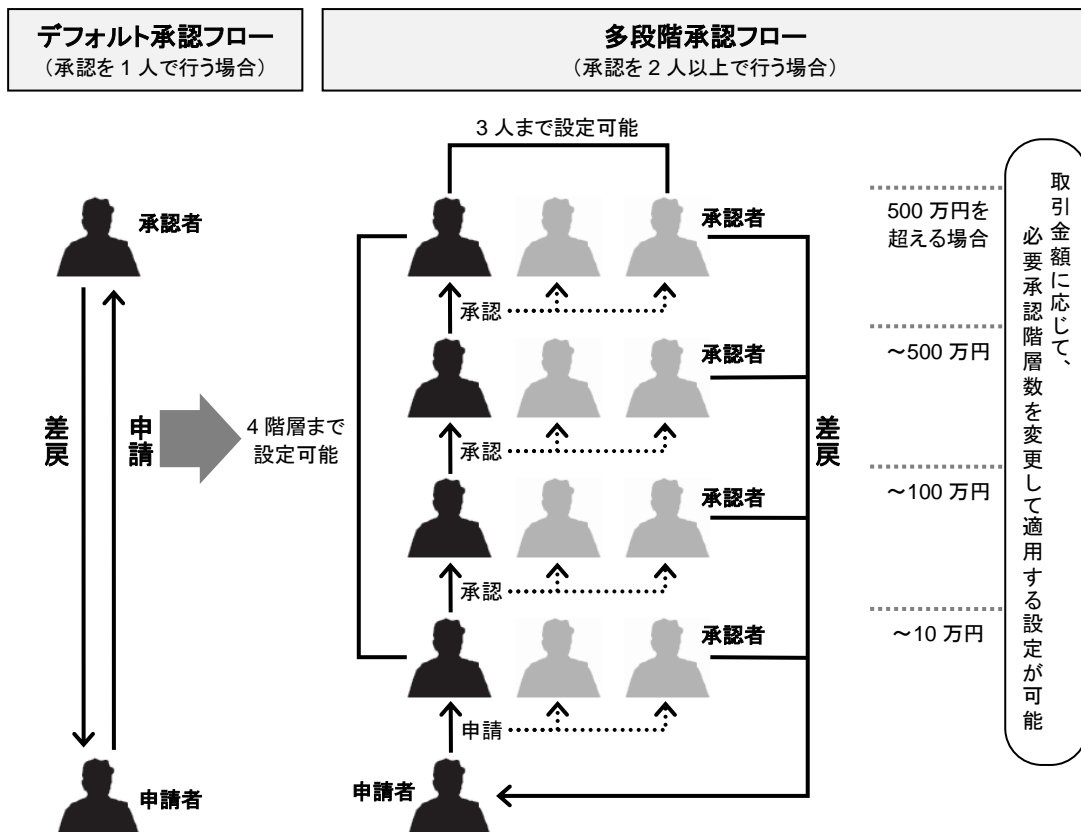 デフォルト承認フロー
（承認を 1 人で行う場合）
多段階承認フロー
（承認を 2 人以上で行う場合）
3 人まで設定可能
承認者
差戻
申請
申請者
4 階層まで
設定可能
承認者
承認
承認者
承認
承認者
承認
承認者
申請
申請者
差戻
500 万円を
超える場合
～500 万円
～100 万円
～10 万円
取引金額に応じて、
必要承認階層数を変更して適用する設定が可能